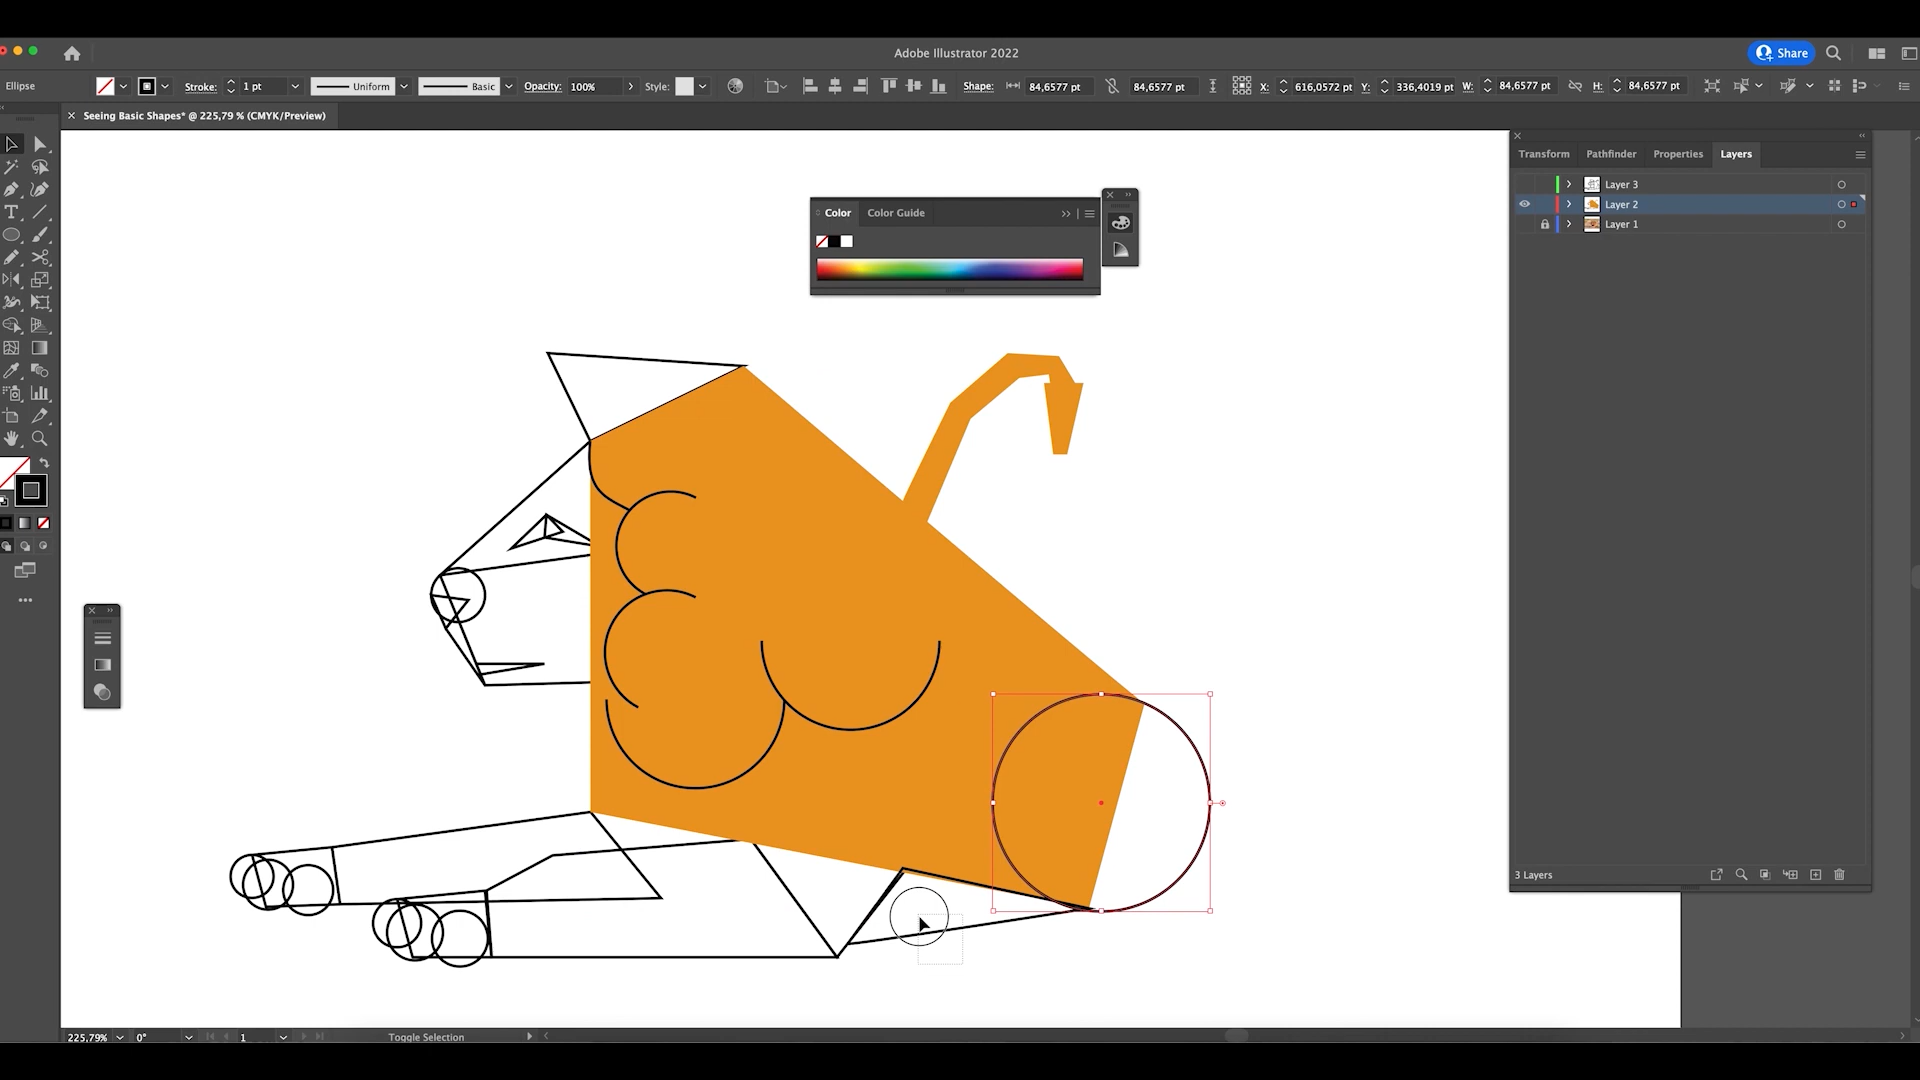 Adobe Illustrator 2022
Share
Ellipse
Stroke:
1 pt
Uniform
Basic
Opacity:
100%
Style:
Shape:
84,6577 pt
84,6577 pt
X:
616,0572 pt
Y:
336,4019 pt
W:
84,6577 pt
H:
84,6577 pt
Seeing Basic Shapes* @ 225,79 % (CMYK/Preview)
Transform
Pathfinder
Properties
Layers
Layer 3
Layer 2
Layer 1
Color
Color Guide
3 Layers
225,79%
0°
1
Toggle Selection